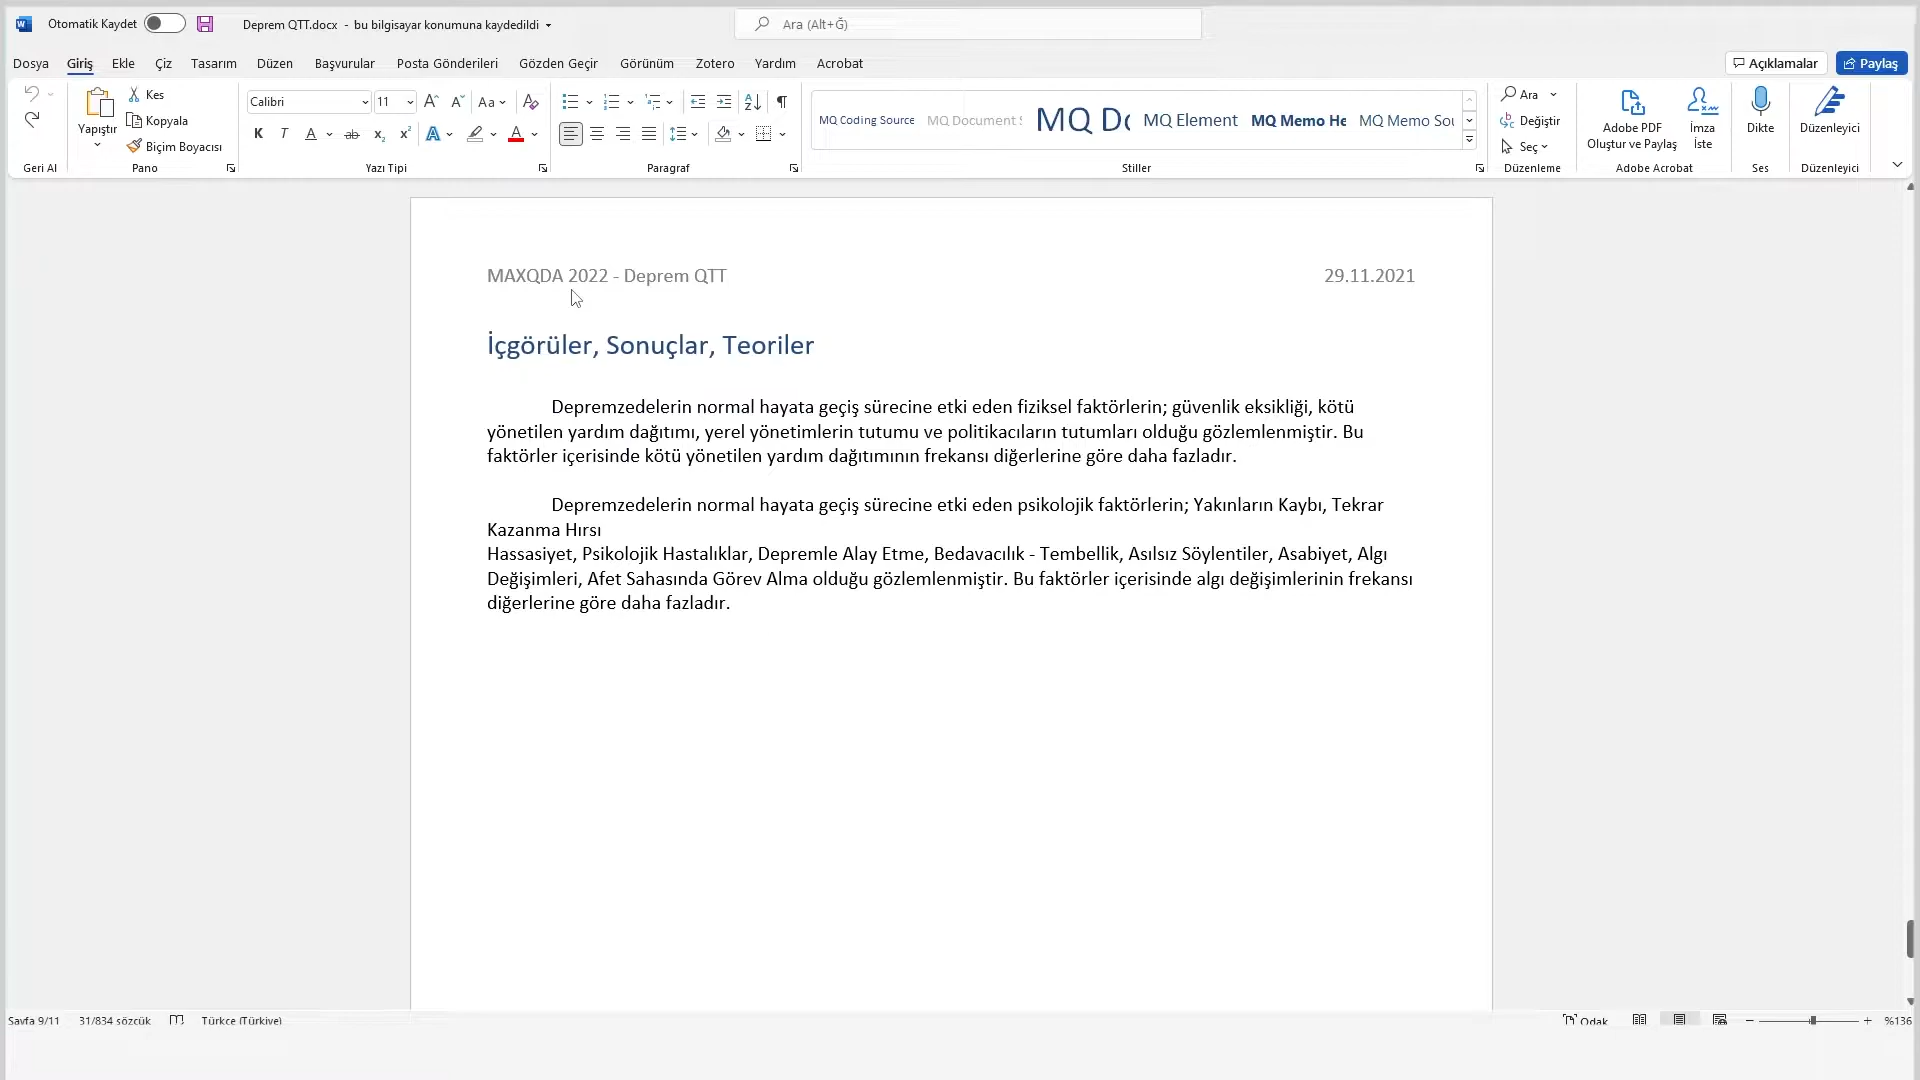 Otomatik Kaydet
Deprem QTT.docx - bu bilgisayar konumuna kaydedildi
Ara (Alt+Ğ)
Dosya Giriş Ekle Çiz Tasarım Düzen Başvurular Posta Gönderileri Gözden Geçir Görünüm Zotero Yardım Acrobat
Açıklamalar
Paylaş
Geri Al
Yapıştır
Kes
Kopyala
Biçim Boyacısı
Pano
Calibri 11
Aa
K T A ab x₂ x² A A
Yazı Tipi
Paragraf
MQ Coding Source MQ Document MQ MQ Element MQ Memo MQ Memo
Stiller
Ara
Değiştir
Seç
Düzenleme
Adobe PDF
Oluştur ve Paylaş
İmza
İste
Adobe Acrobat
Dikte
Ses
Düzenleyici
Düzenleyici
MAXQDA 2022 - Deprem QTT 29.11.2021
İçgörüler, Sonuçlar, Teoriler
Depremzedelerin normal hayata geçiş sürecine etki eden fiziksel faktörlerin; güvenlik eksikliği, kötü
yönetilen yardım dağıtımı, yerel yönetimlerin tutumu ve politikacıların tutumları olduğu gözlemlenmiştir. Bu
faktörler içerisinde kötü yönetilen yardım dağıtımının frekansı diğerlerine göre daha fazladır.
Depremzedelerin normal hayata geçiş sürecine etki eden psikolojik faktörlerin; Yakınların Kaybı, Tekrar
Kazanma Hırsı
Hassasiyet, Psikolojik Hastalıklar, Depremle Alay Etme, Bedavacılık - Tembellik, Asılsız Söylentiler, Asabiyet, Algı
Değişimleri, Afet Sahasında Görev Alma olduğu gözlemlenmiştir. Bu faktörler içerisinde algı değişimlerinin frekansı
diğerlerine göre daha fazladır.
Sayfa 9/11 31/834 sözcük Türkçe (Türkiye) Odak %136